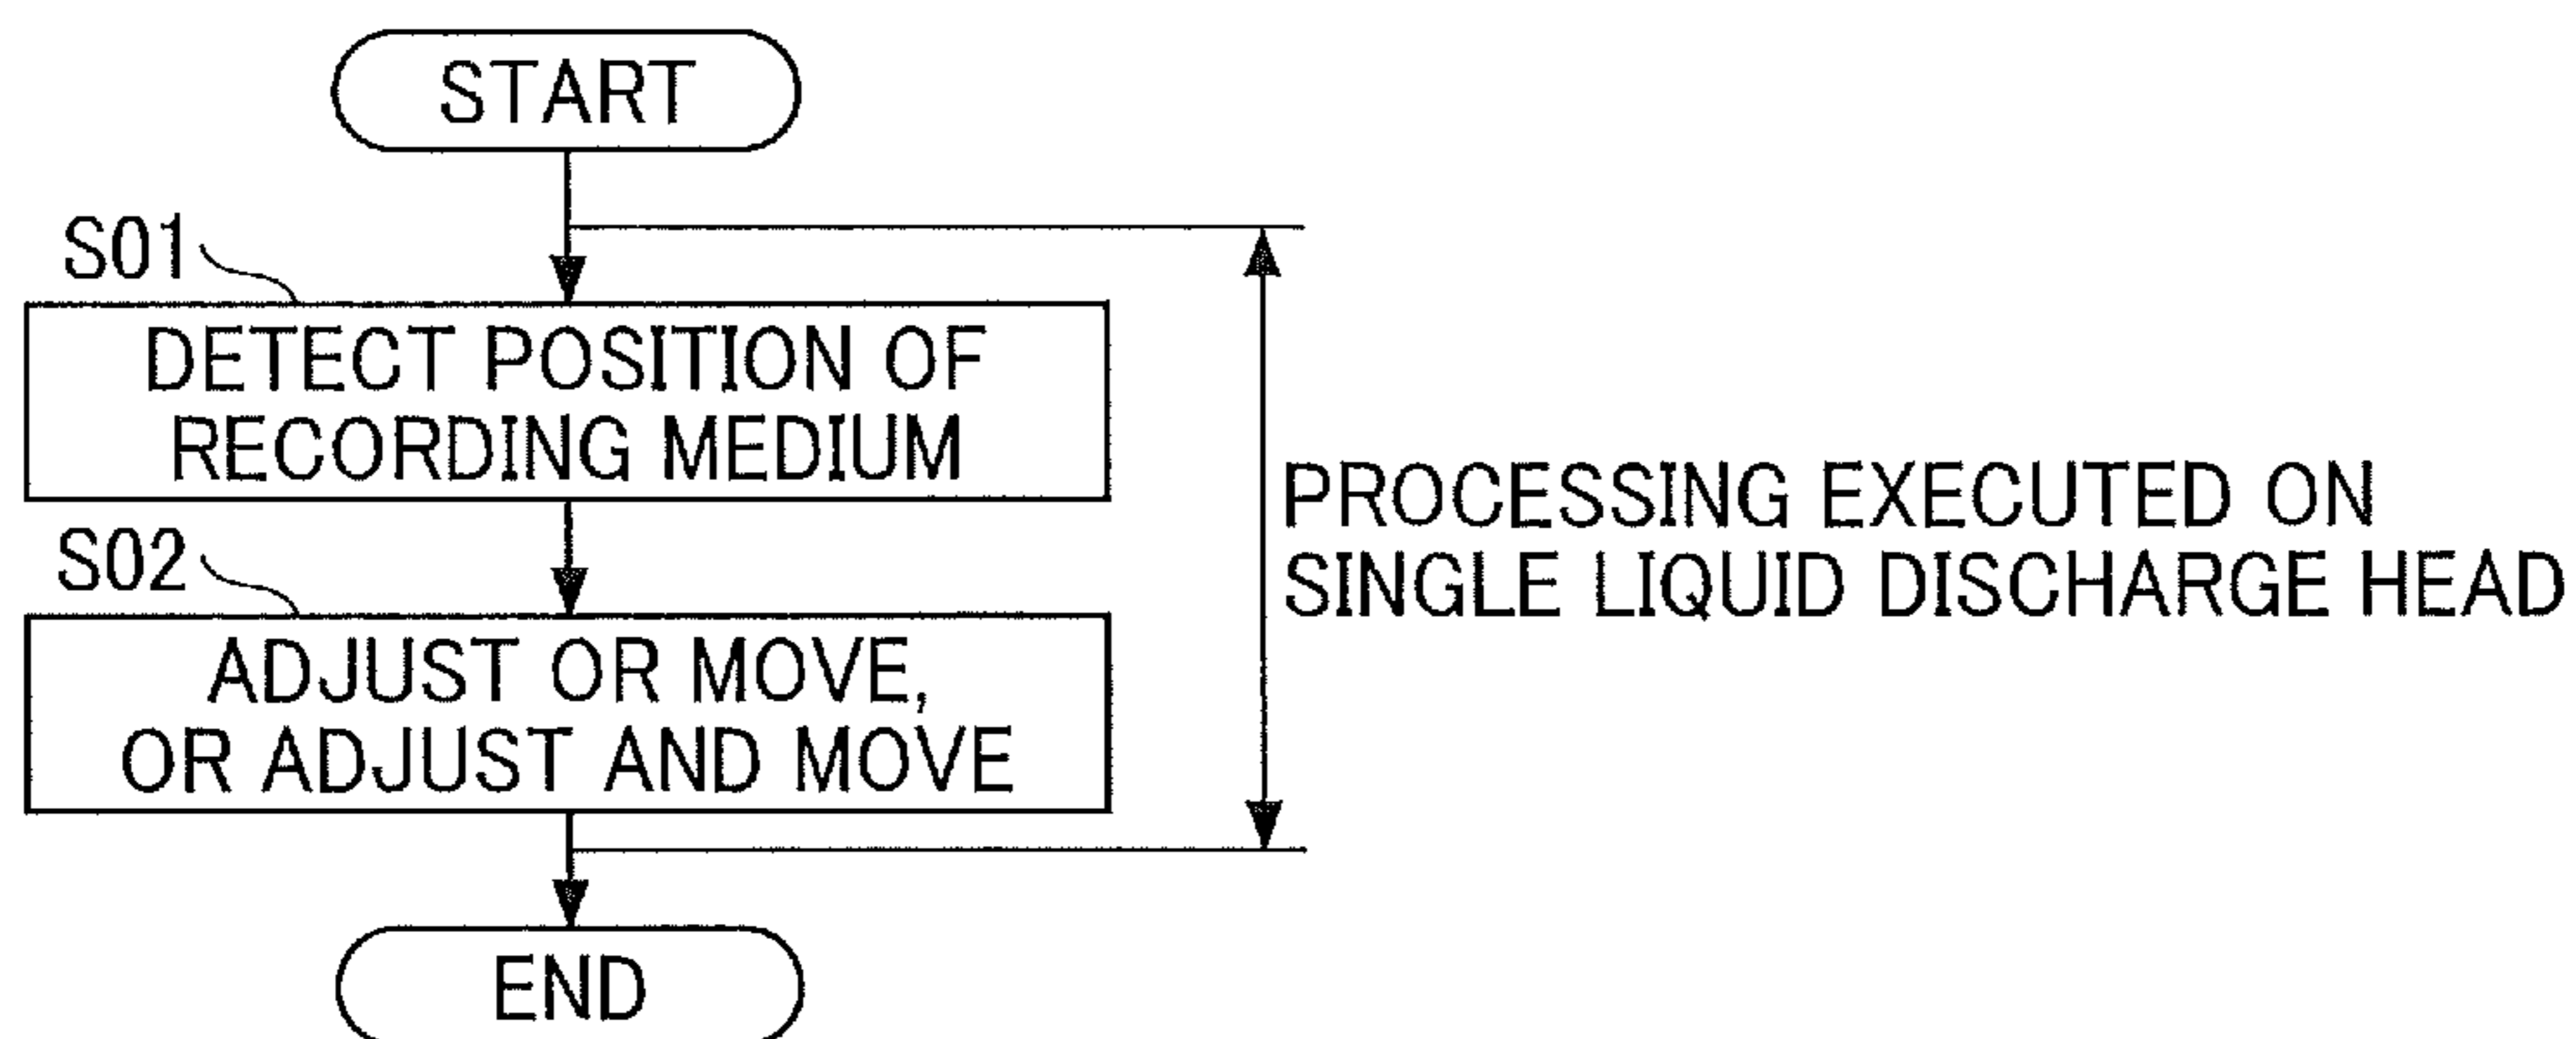 START
S01
DETECT POSITION OF
RECORDING MEDIUM
S02
ADJUST OR MOVE,
OR ADJUST AND MOVE
PROCESSING EXECUTED ON
SINGLE LIQUID DISCHARGE HEAD
END